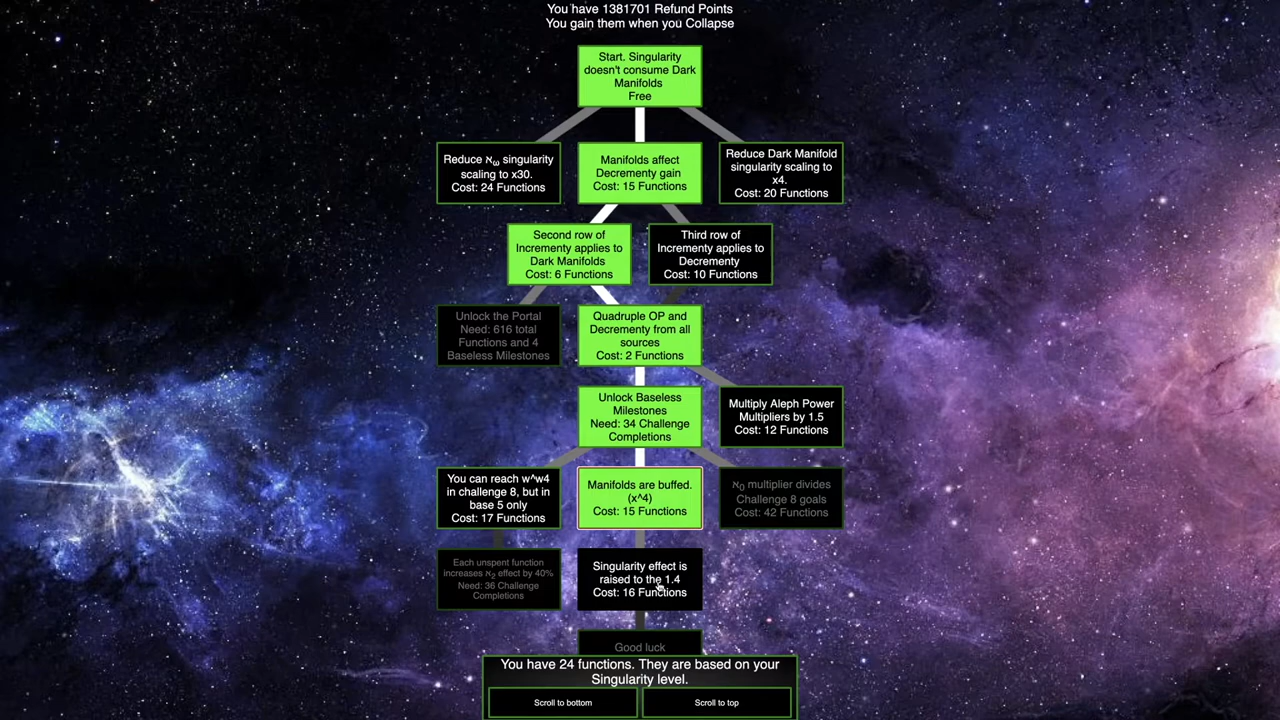 You have 1381701 Refund Points
You gain them when you Collapse
Start. Singularity
doesn't consume Dark
Manifolds
Free
Reduce ℵω singularity
scaling to x30.
Cost: 24 Functions
Manifolds affect
Decrementy gain
Cost: 15 Functions
Reduce Dark Manifold
singularity scaling to
x4.
Cost: 20 Functions
Second row of
Incrementy applies to
Dark Manifolds
Cost: 6 Functions
Third row of
Incrementy applies to
Decrementy
Cost: 10 Functions
Unlock the Portal
Need: 616 total
Functions and 4
Baseless Milestones
Quadruple OP and
Decrementy from all
sources
Cost: 2 Functions
Unlock Baseless
Milestones
Need: 34 Challenge
Completions
Multiply Aleph Power
Multipliers by 1.5
Cost: 12 Functions
You can reach w^w4
in challenge 8, but in
base 5 only
Cost: 17 Functions
Manifolds are buffed.
(x^4)
Cost: 15 Functions
ℵ0 multiplier divides
Challenge 8 goals
Cost: 42 Functions
Each unspent function
increases ℵ2 effect by 40%
Need: 36 Challenge
Completions
Singularity effect is
raised to the 1.4
Cost: 16 Functions
Good luck
You have 24 functions. They are based on your
Singularity level.
Scroll to bottom
Scroll to top